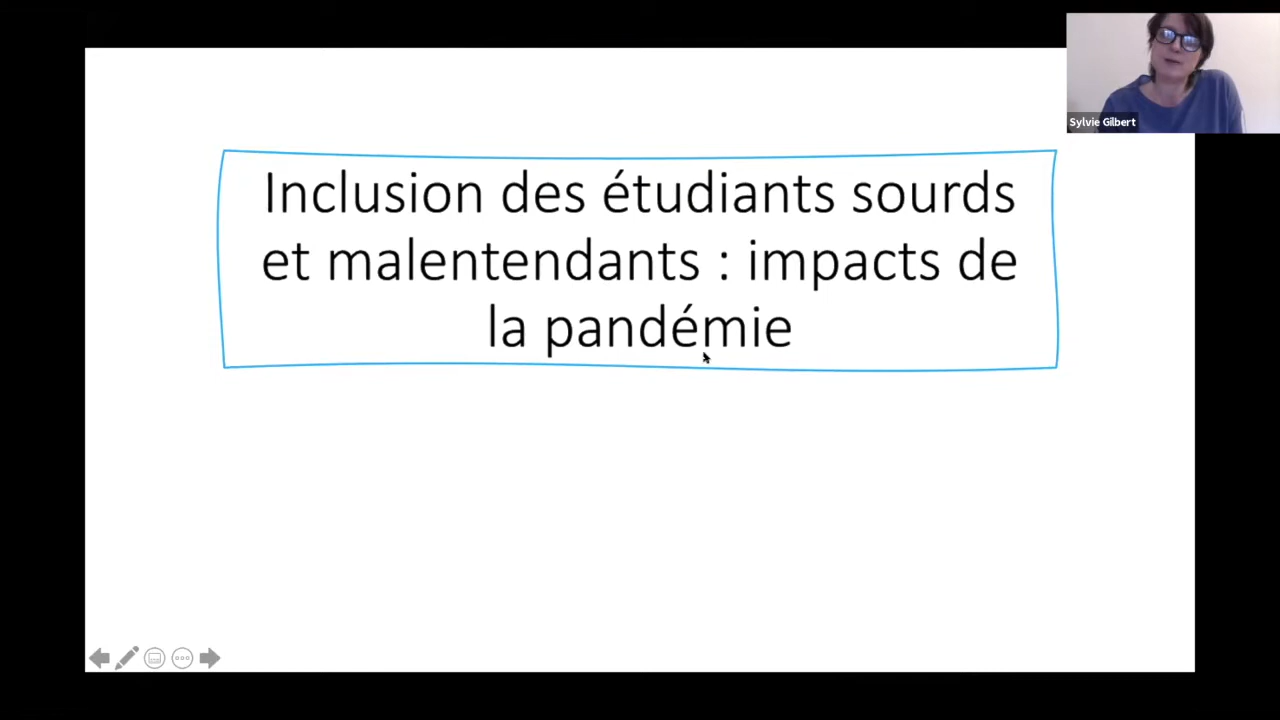 Sylvie Gilbert
Inclusion des étudiants sourds
et malentendants : impacts de
la pandémie